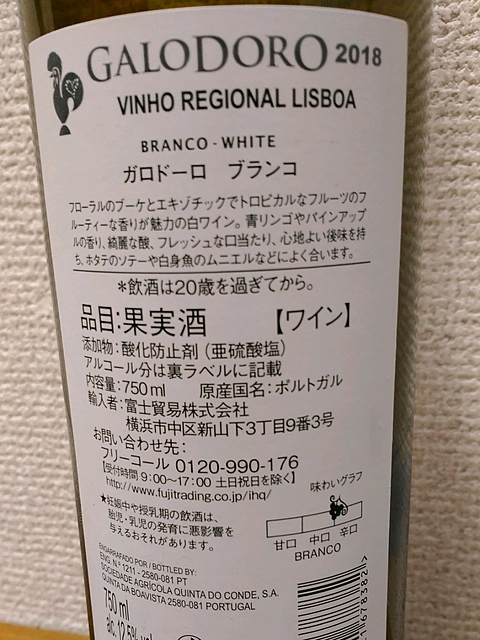 GALODORO 2018
VINHO REGIONAL LISBOA
BRANCO - WHITE
ガロドーロ ブランコ
フローラルのブーケとエキゾチックでトロピカルなフルーツのフ
ルーティーな香りが魅力の白ワイン。青リンゴやパインアップ
ルの香り、綺麗な酸、フレッシュな口当たり、心地よい後味を持
ち、ホタテのソテーや白身魚のムニエルなどによく合います。
*飲酒は20歳を過ぎてから。
品目:果実酒 【ワイン】
添加物:酸化防止剤(亜硫酸塩)
アルコール分は裏ラベルに記載
内容量:750ml 原産国名:ポルトガル
輸入者:富士貿易株式会社
横浜市中区新山下3丁目9番3号
お問い合わせ先:
フリーコール 0120-990-176
【受付時間 9:00〜17:00 土日祝日を除く】
http://www.fujitrading.co.jp/ihq/
★妊娠中や授乳期の飲酒は、
胎児・乳児の発育に悪影響を
与えるおそれがあります。
味わいグラフ
甘口 中口 辛口
BRANCO
ENGARRAFADO POR / BOTTLED BY:
ENG. N.º 1211 - 2580-081 PT
SOCIEDADE AGRÍCOLA QUINTA DO CONDE, S.A.
QUINTA DA BOAVISTA 2580-081 PORTUGAL
750 ml
alc. 12,5% vol